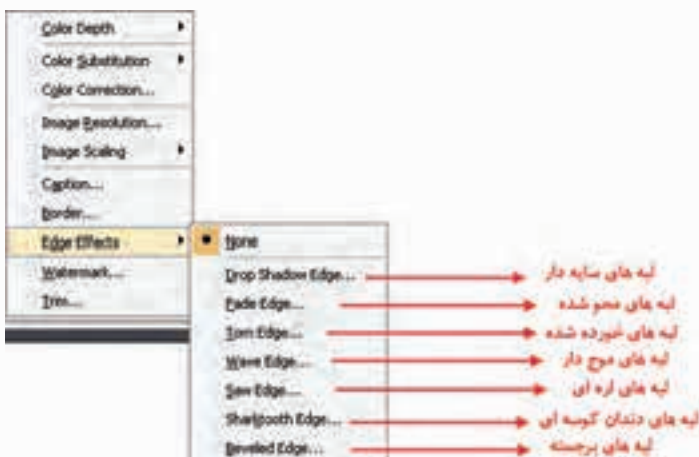 Color Depth
Color Substitution
Color Correction...
Image Resolution...
Image Scaling
Caption...
Border...
Edge Effects
Watermark...
Trim...
None
Drop Shadow Edge... لبه های سایه دار
Fade Edge... لبه های محو شده
Torn Edge... لبه های خورده شده
Wave Edge... لبه های موج دار
Saw Edge... لبه های اره ای
Sharktooth Edge... لبه های دندان کوسه ای
Beveled Edge... لبه های برجسته